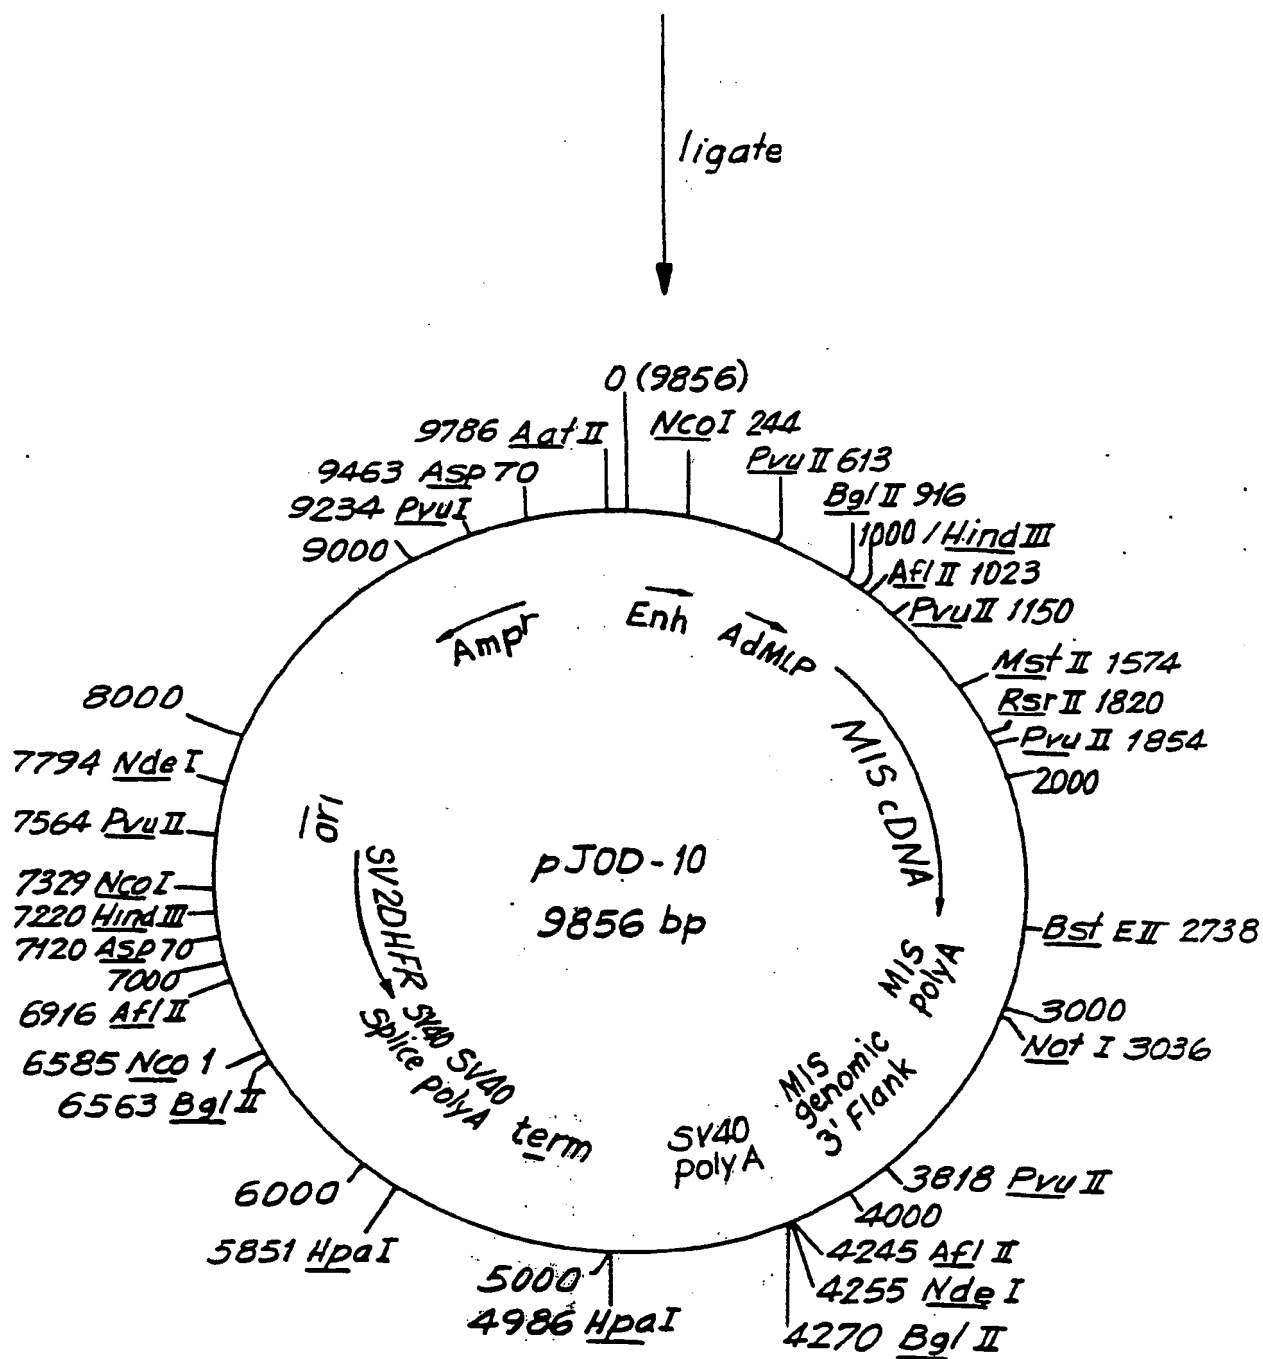 ligate
0 (9856)
NcoI 244
PvuII 613
BglII 916
1000 / HindIII
AflII 1023
PvuII 1150
MstII 1574
RsrII 1820
PvuII 1854
2000
BstEII 2738
3000
NotI 3036
3818 PvuII
4000
4245 AflII
4255 NdeI
4270 BglII
4986 HpaI
5000
5851 HpaI
6000
6563 BglII
6585 Nco1
6916 AflII
7000
7120 Asp70
7220 HindIII
7329 NcoI
7564 PvuII
7794 NdeI
8000
9000
9234 PvuI
9463 Asp70
9786 AatII
Enh
AdMLP
MIS cDNA
MIS
polyA
MIS
genomic
3' Flank
SV40
polyA
term
SV40 SV40
Splice polyA
SV2DHFR
ori
Ampr
pJOD-10
9856 bp